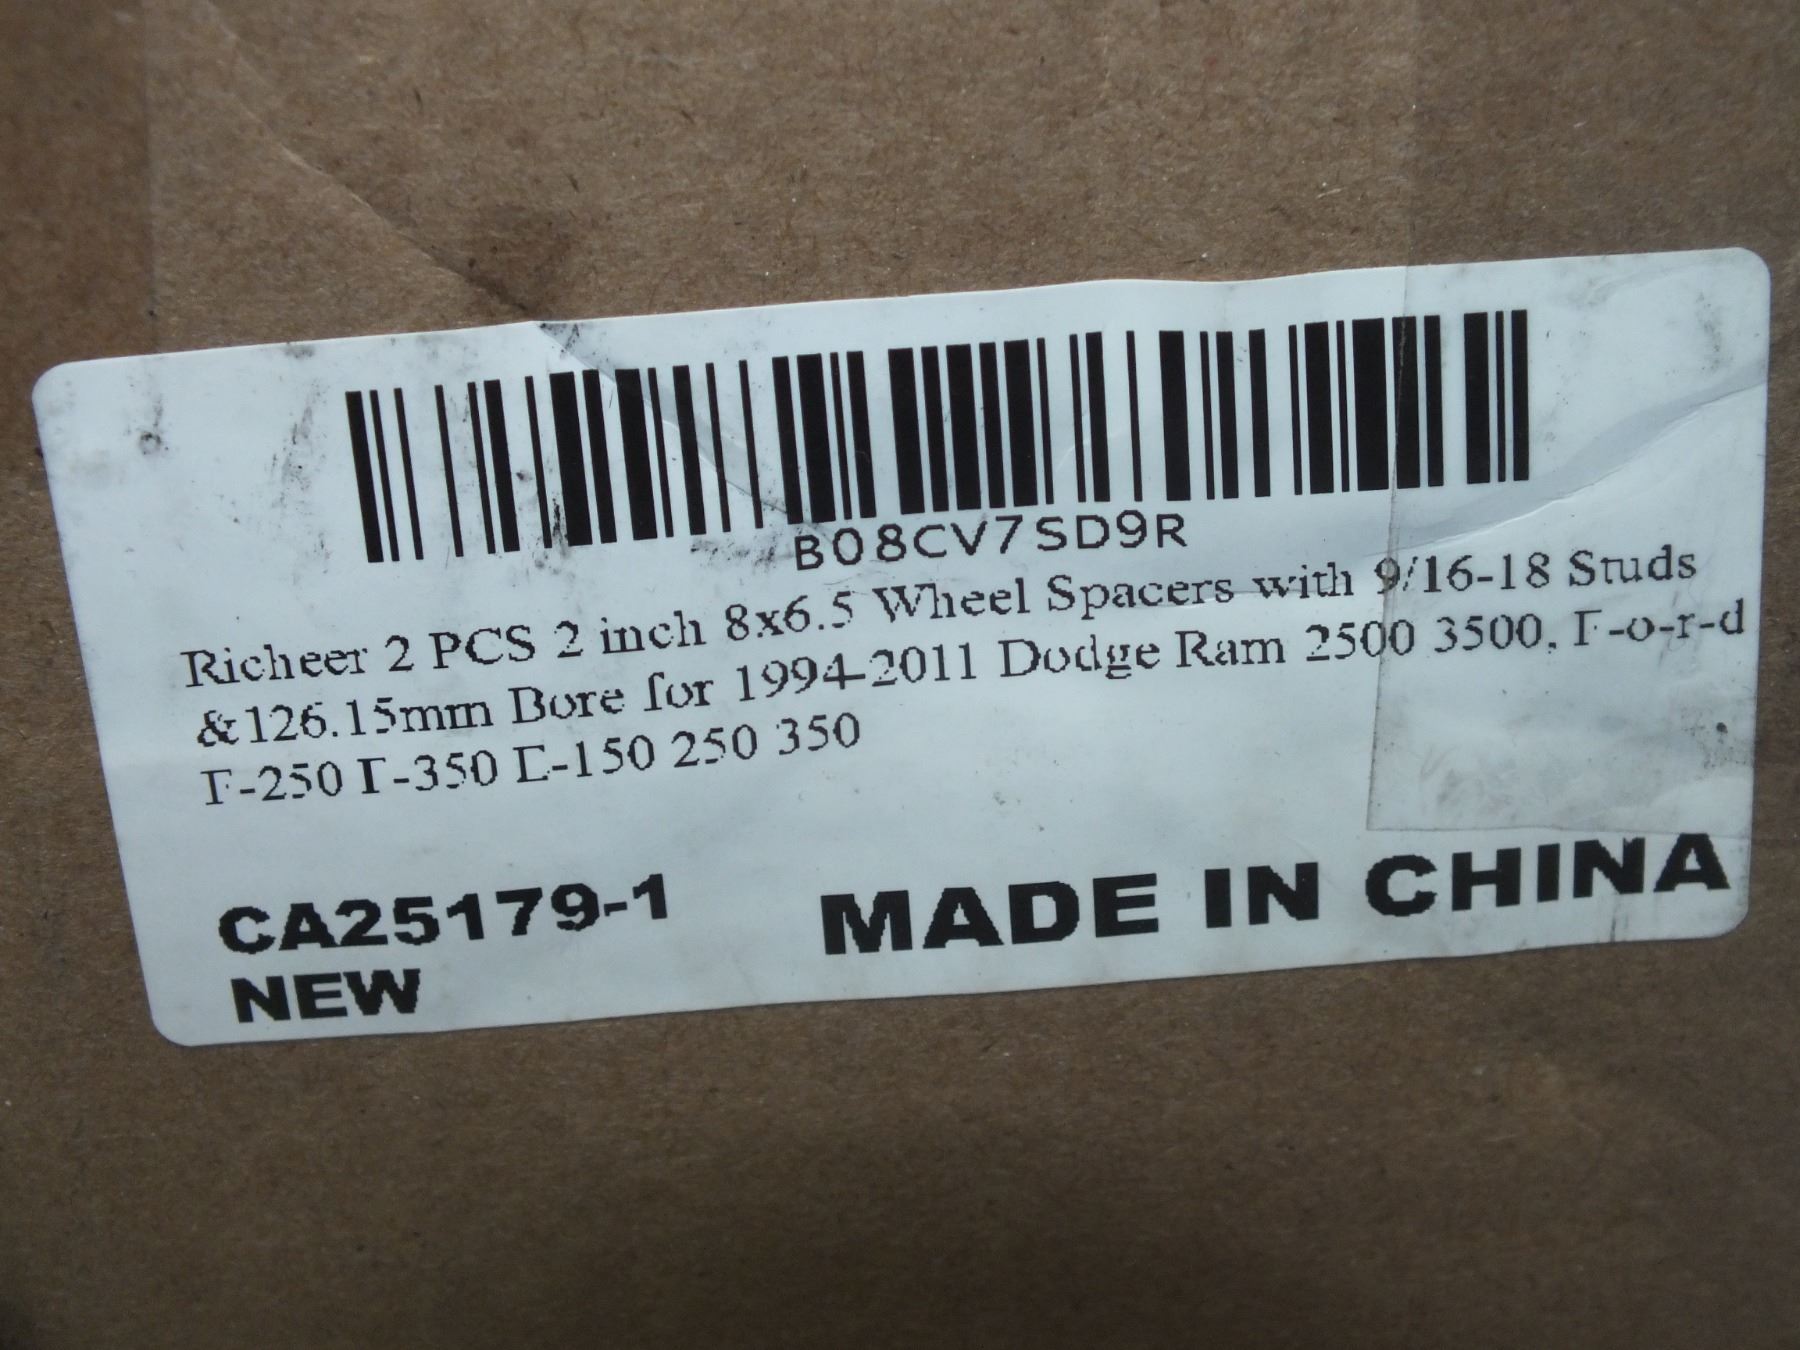 B08CV7SD9R
Richeer 2 PCS 2 inch 8x6.5 Wheel Spacers with 9/16-18 Studs
&126.15mm Bore for 1994-2011 Dodge Ram 2500 3500, F-o-r-d
F-250 F-350 E-150 250 350
CA25179-1 MADE IN CHINA
NEW